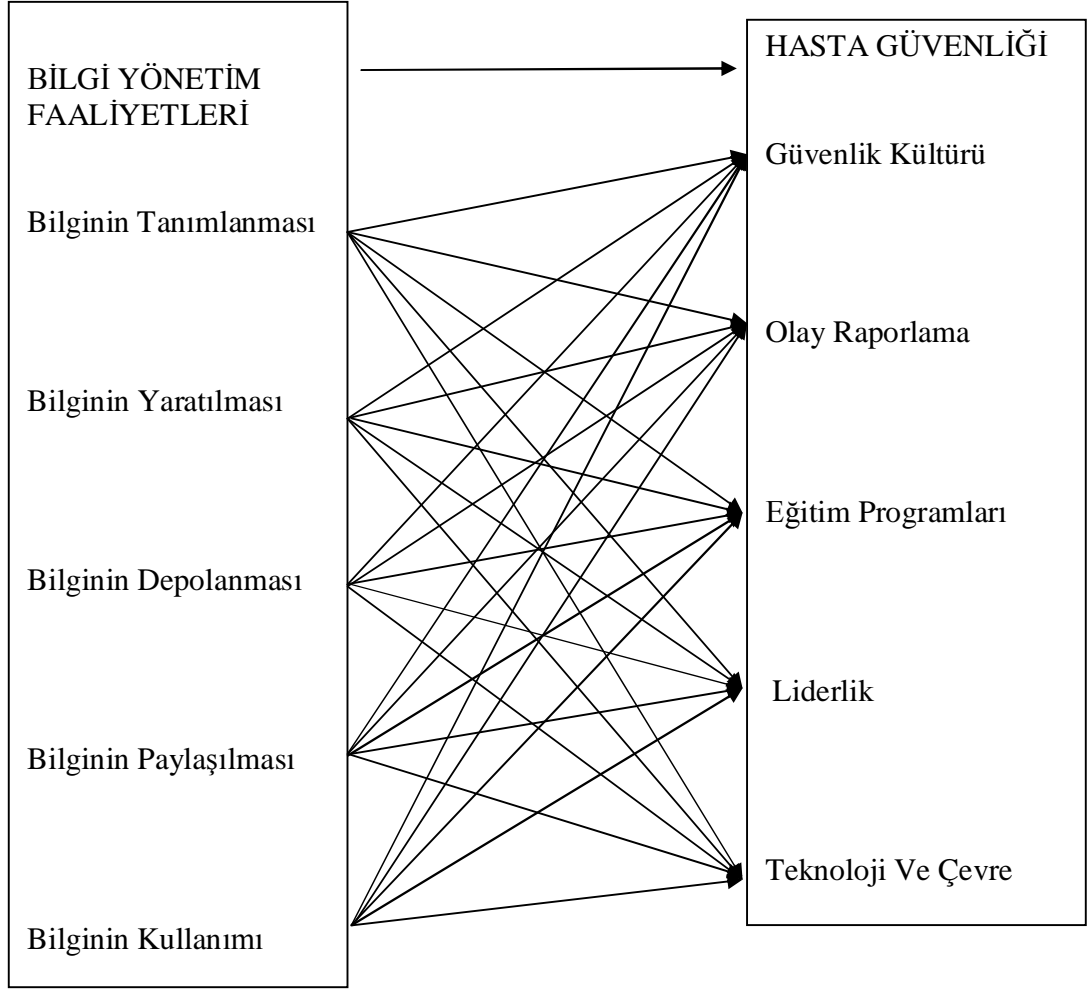 BİLGİ YÖNETİM
FAALİYETLERİ
Bilginin Tanımlanması
Bilginin Yaratılması
Bilginin Depolanması
Bilginin Paylaşılması
Bilginin Kullanımı
HASTA GÜVENLİĞİ
Güvenlik Kültürü
Olay Raporlama
Eğitim Programları
Liderlik
Teknoloji Ve Çevre